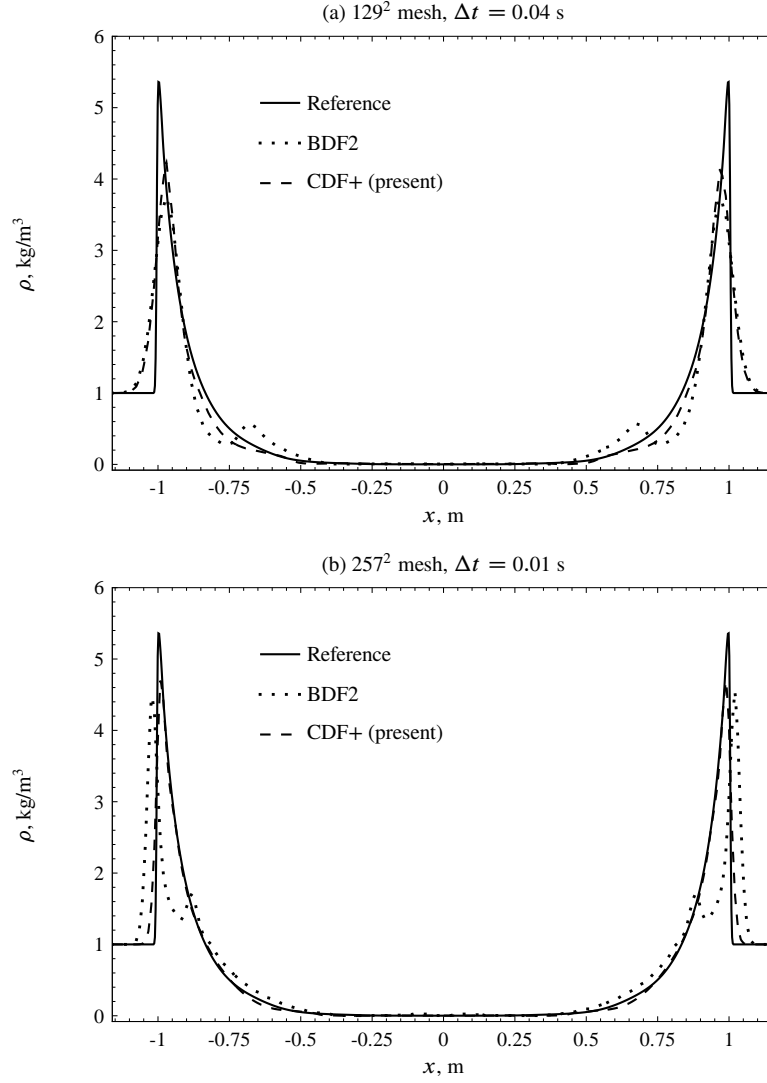 (a) 129² mesh, Δt = 0.04 s
6
5
4
3
2
1
0
ρ, kg/m³
Reference
BDF2
CDF+ (present)
-1 -0.75 -0.5 -0.25 0 0.25 0.5 0.75 1
x, m
(b) 257² mesh, Δt = 0.01 s
6
5
4
3
2
1
0
ρ, kg/m³
Reference
BDF2
CDF+ (present)
-1 -0.75 -0.5 -0.25 0 0.25 0.5 0.75 1
x, m